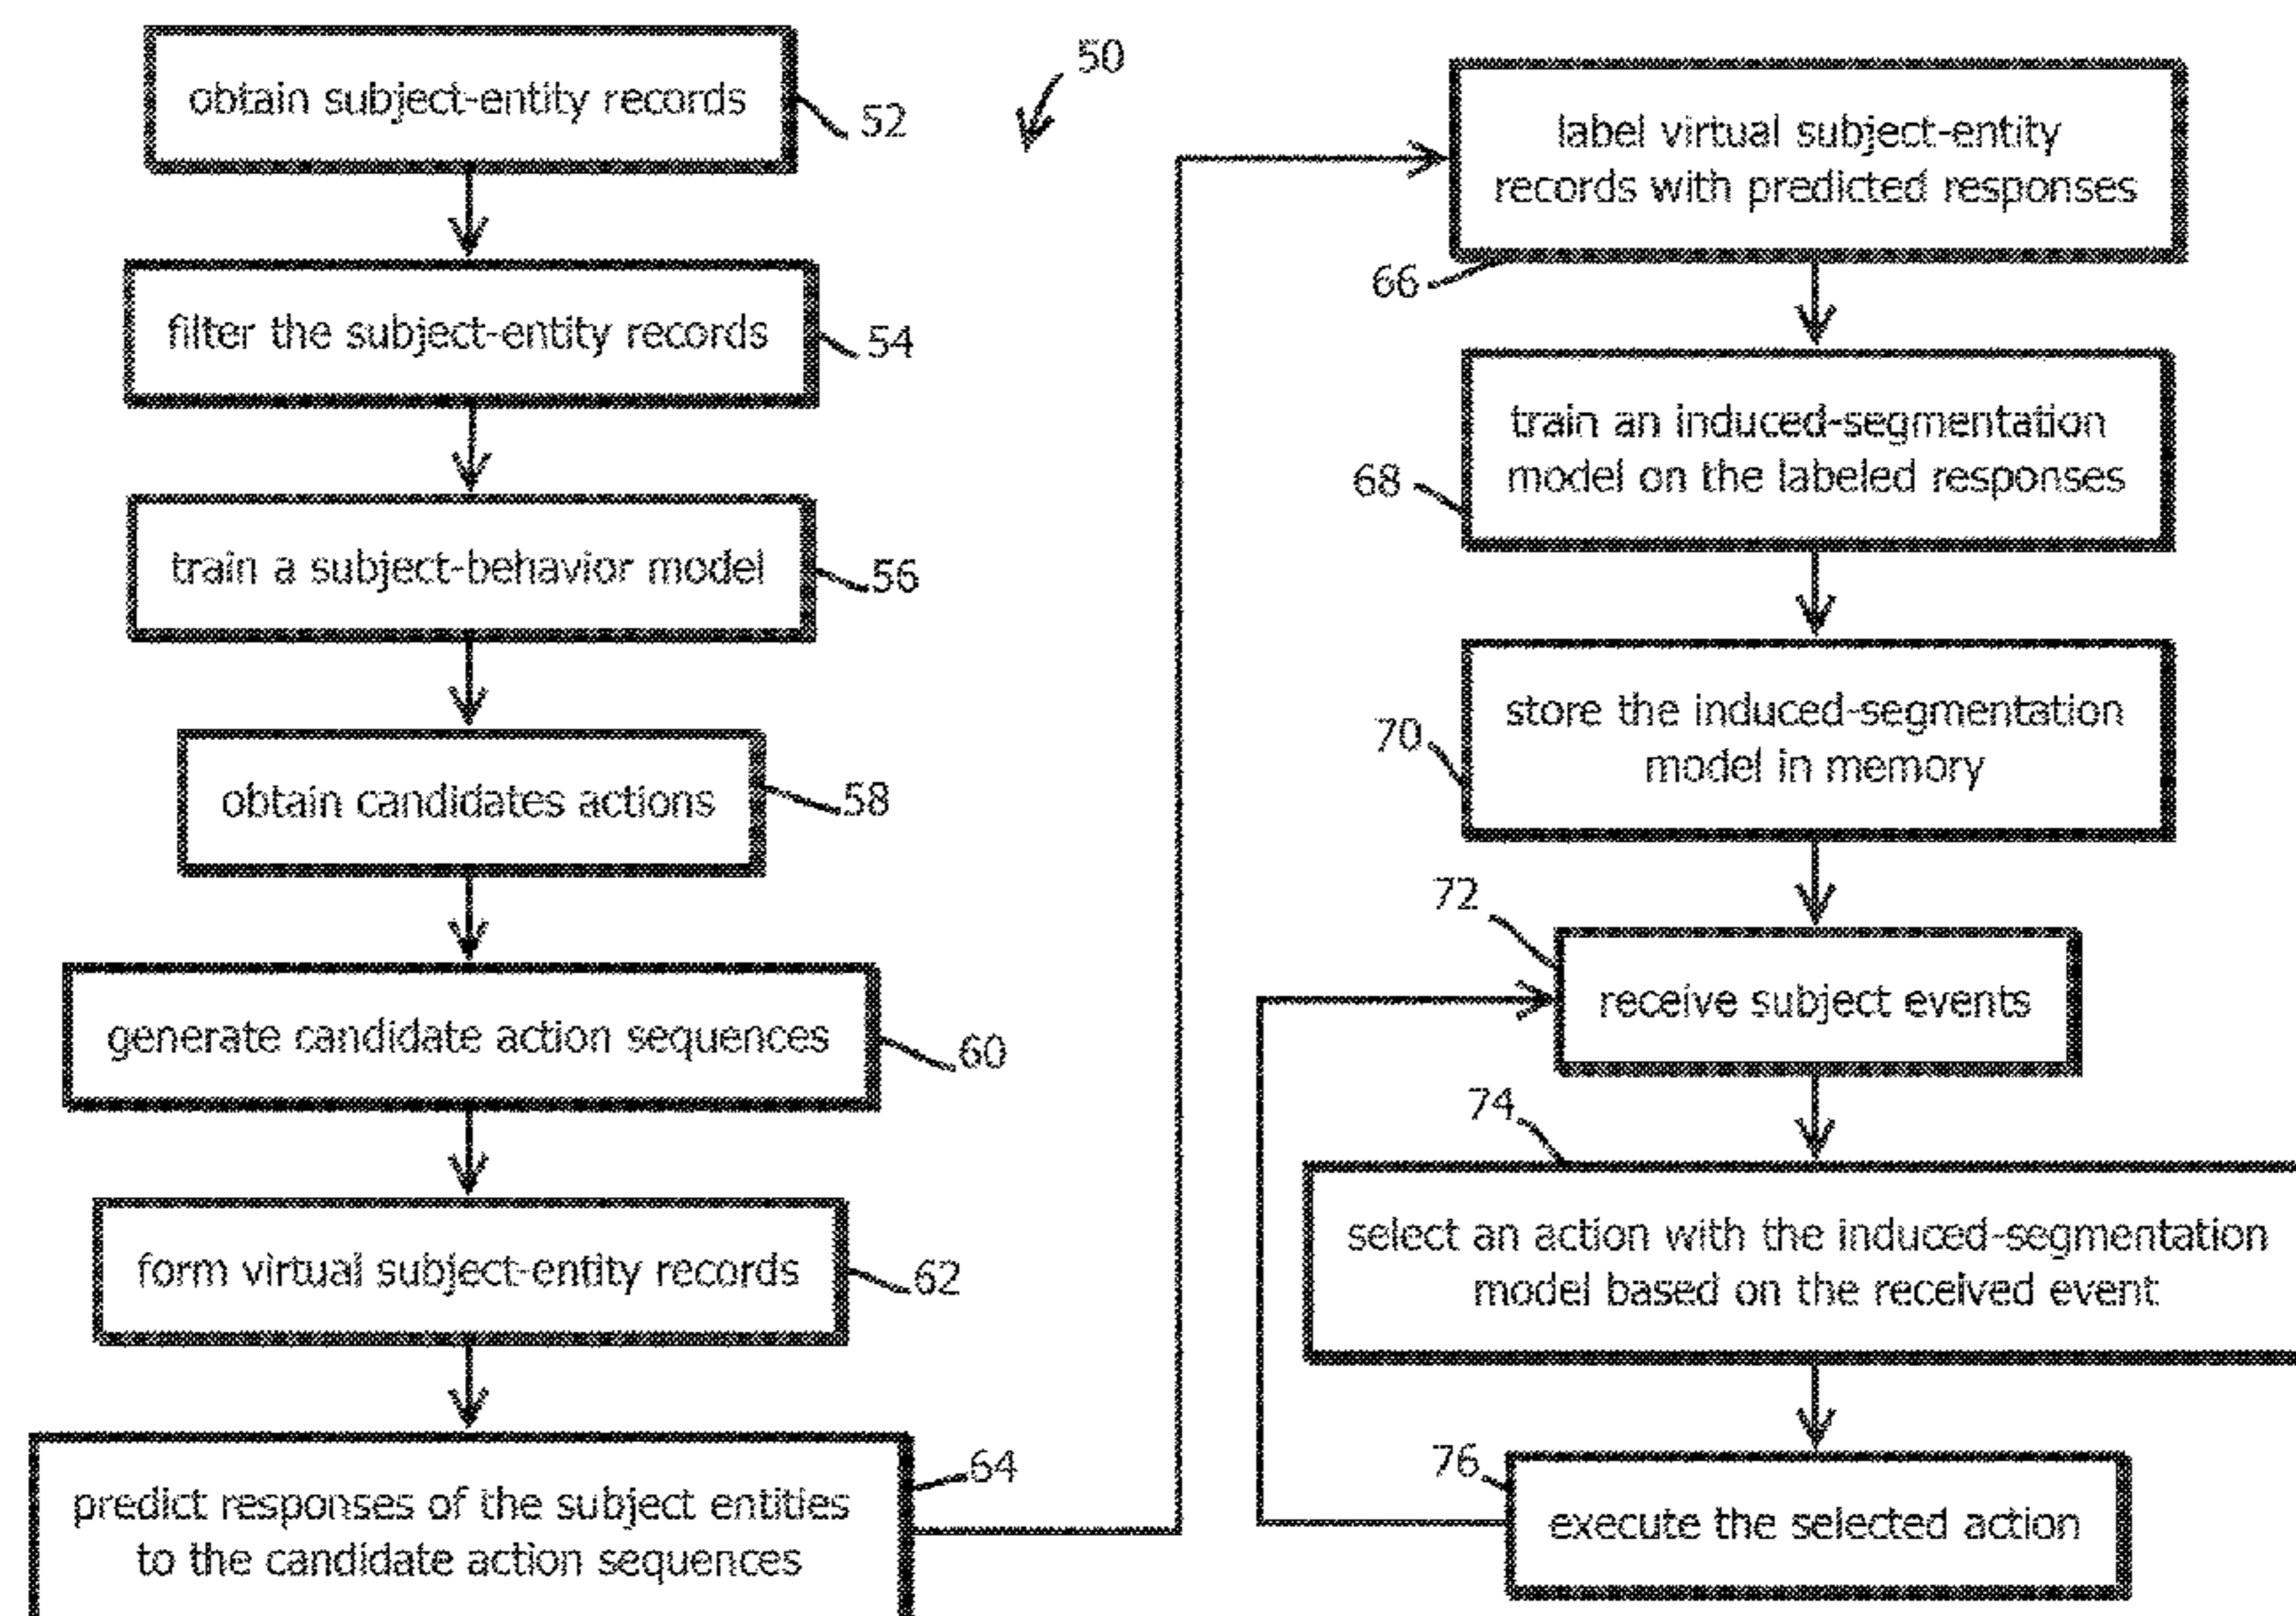 obtain subject-entity records
52
filter the subject-entity records
54
train a subject-behavior model
56
obtain candidates actions
58
generate candidate action sequences
60
form virtual subject-entity records
62
predict responses of the subject entities
to the candidate action sequences
64
50
label virtual subject-entity
records with predicted responses
66
train an induced-segmentation
model on the labeled responses
68
store the induced-segmentation
model in memory
70
72
receive subject events
74
select an action with the induced-segmentation
model based on the received event
76
execute the selected action